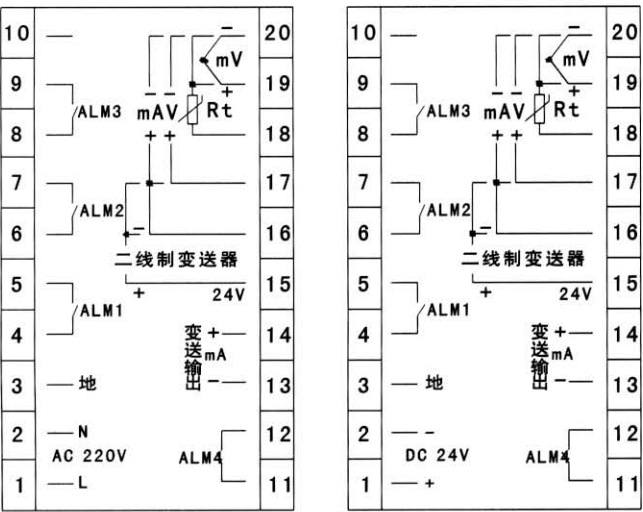 10 20
mV
9 19
ALM3 mA V Rt
8 18
7 17
ALM2
6 16
二线制变送器
5 15
24V
ALM1
4 14
变送输出 mA
3 地 13
2 N 12
AC 220V ALM4
1 L 11
10 20
mV
9 19
ALM3 mA V Rt
8 18
7 17
ALM2
6 16
二线制变送器
5 15
24V
ALM1
4 14
变送输出 mA
3 地 13
2 − 12
DC 24V ALM4
1 + 11